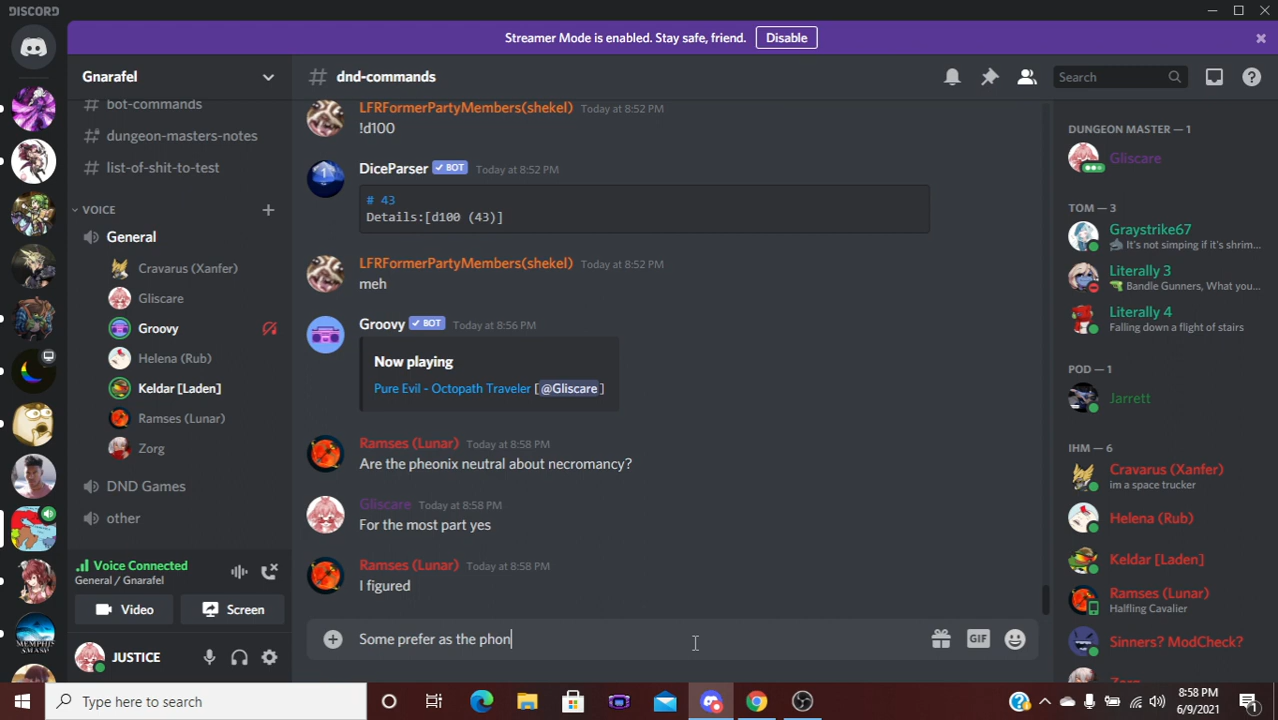 DISCORD
Streamer Mode is enabled. Stay safe, friend.
Disable
Gnarafel
# dnd-commands
Search
# bot-commands
# dungeon-masters-notes
# list-of-shit-to-test
VOICE
General
Cravarus (Xanfer)
Gliscare
Groovy
Helena (Rub)
Keldar [Laden]
Ramses (Lunar)
Zorg
DND Games
other
Voice Connected
General / Gnarafel
Video
Screen
JUSTICE
LFRFormerPartyMembers(shekel) Today at 8:52 PM
!d100
DiceParser ✓ BOT Today at 8:52 PM
# 43
Details:[d100 (43)]
LFRFormerPartyMembers(shekel) Today at 8:52 PM
meh
Groovy ✓ BOT Today at 8:56 PM
Now playing
Pure Evil - Octopath Traveler [@Gliscare]
Ramses (Lunar) Today at 8:58 PM
Are the pheonix neutral about necromancy?
Gliscare Today at 8:58 PM
For the most part yes
Ramses (Lunar) Today at 8:58 PM
I figured
Some prefer as the phon
GIF
DUNGEON MASTER — 1
Gliscare
TOM — 3
Graystrike67
It's not simping if it's shrim...
Literally 3
Bandle Gunners, What you...
Literally 4
Falling down a flight of stairs
POD — 1
Jarrett
IHM — 6
Cravarus (Xanfer)
im a space trucker
Helena (Rub)
Keldar [Laden]
Ramses (Lunar)
Halfling Cavalier
Sinners? ModCheck?
Zorg
Type here to search
8:58 PM
6/9/2021
1